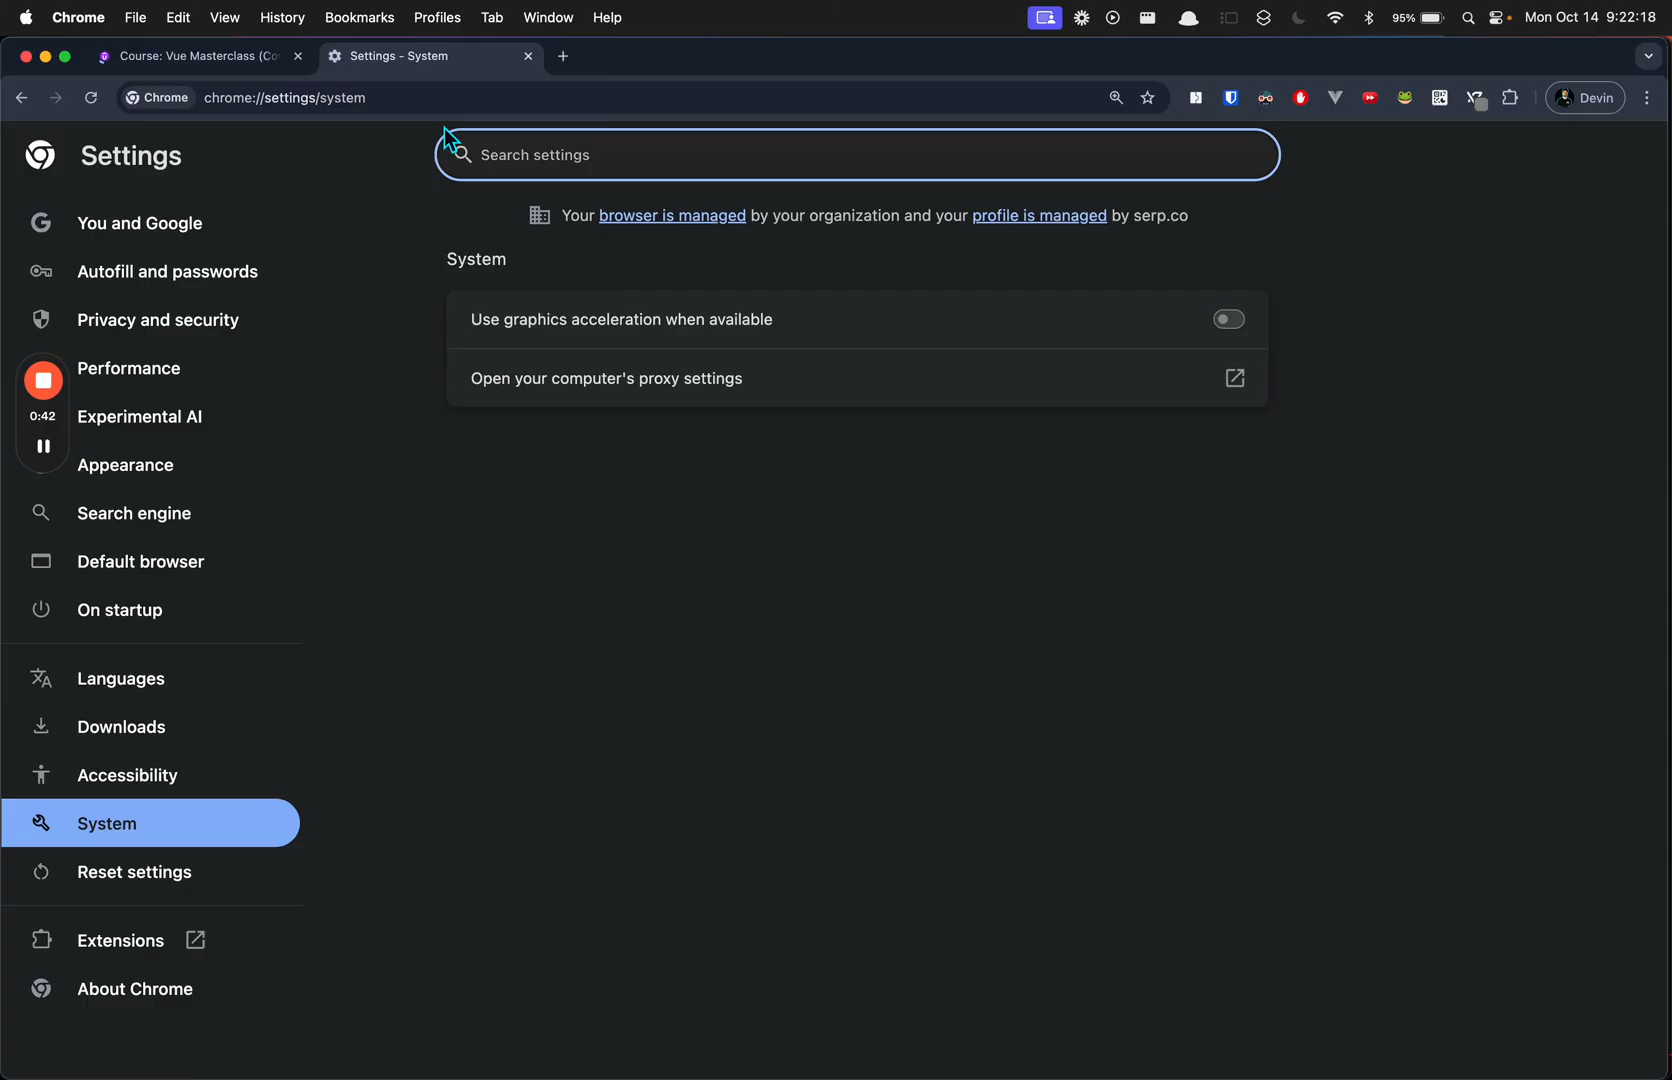 Chrome File Edit View History Bookmarks Profiles Tab Window Help 95% Mon Oct 14 9:22:18
Course: Vue Masterclass (Co Settings - System
Chrome chrome://settings/system Devin
Settings
Search settings
Your browser is managed by your organization and your profile is managed by serp.co
You and Google
Autofill and passwords
Privacy and security
Performance
Experimental AI
Appearance
Search engine
Default browser
On startup
Languages
Downloads
Accessibility
System
Reset settings
Extensions
About Chrome
0:42
System
Use graphics acceleration when available
Open your computer's proxy settings